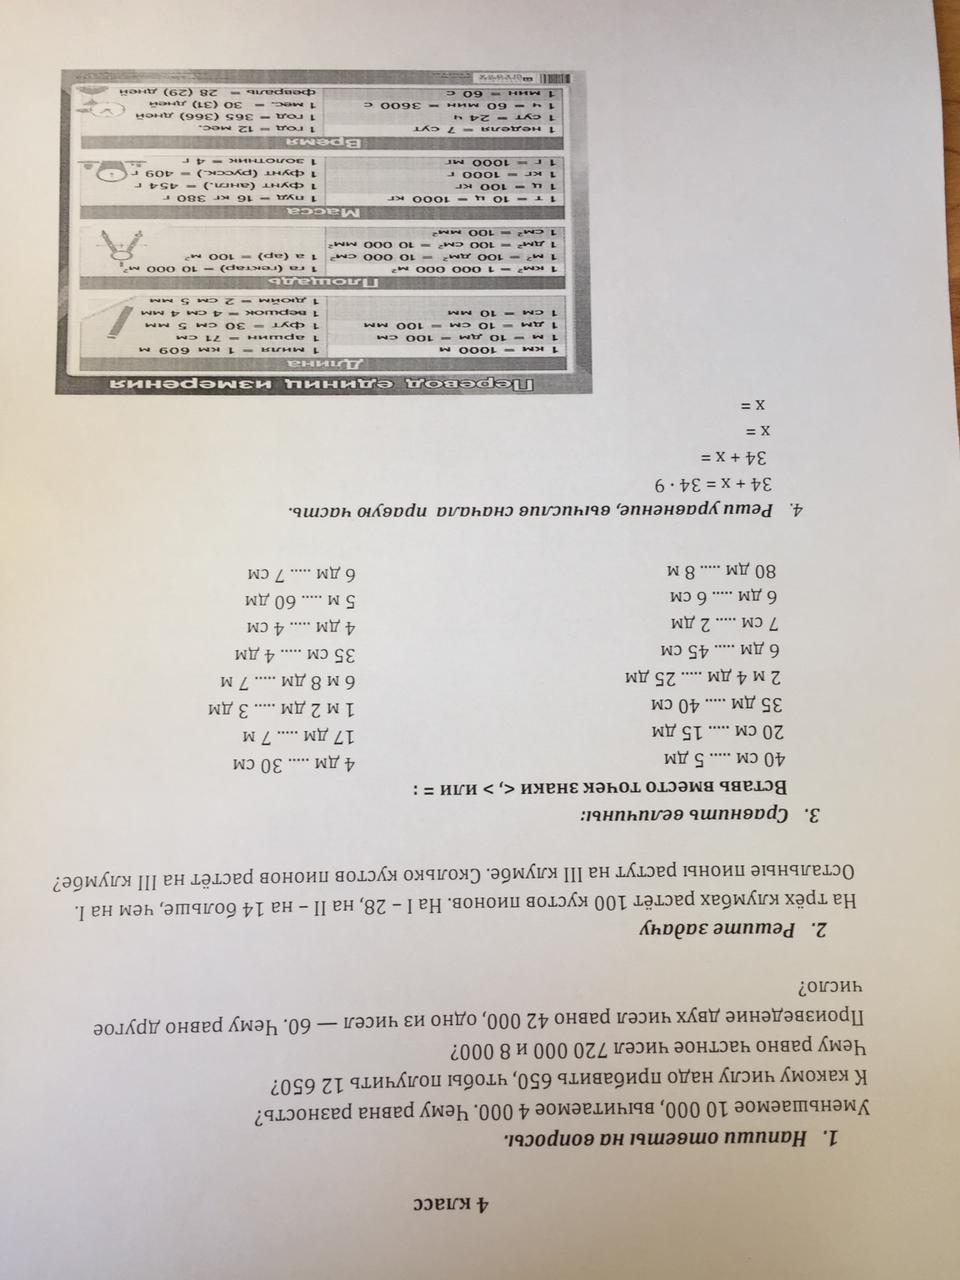 4 класс
1. Напиши ответы на вопросы.
Уменьшаемое 10 000, вычитаемое 4 000. Чему равна разность?
К какому числу надо прибавить 650, чтобы получить 12 650?
Чему равно частное чисел 720 000 и 8 000?
Произведение двух чисел равно 42 000, одно из чисел — 60. Чему равно другое
число?
2. Решите задачу
На трёх клумбах растёт 100 кустов пионов. На I – 28, на II – на 14 больше, чем на I.
Остальные пионы растут на III клумбе. Сколько кустов пионов растёт на III клумбе?
3. Сравнить величины:
Вставь вместо точек знаки <, > или = :
40 см ..... 5 дм
20 см ..... 15 дм
35 дм ..... 40 см
2 м 4 дм ..... 25 дм
6 дм ..... 45 см
7 см ..... 2 дм
6 дм ..... 6 см
80 дм ..... 8 м
4 дм ..... 30 см
17 дм ..... 7 м
1 м 2 дм ..... 3 дм
6 м 8 дм ..... 7 м
35 см ..... 4 дм
4 дм ..... 4 см
5 м ..... 60 дм
6 дм ..... 7 см
4. Реши уравнение, вычислив сначала правую часть.
34 + х = 34 · 9
34 + х =
х =
х =
Перевод единиц измерения
Длина
1 км = 1000 м
1 м = 10 дм = 100 см
1 дм = 10 см = 100 мм
1 см = 10 мм
1 миля = 1 км 609 м
1 аршин = 71 см
1 фут = 30 см 5 мм
1 вершок = 4 см 4 мм
1 дюйм = 2 см 5 мм
Площадь
1 км² = 1 000 000 м²
1 м² = 100 дм² = 10 000 см²
1 дм² = 100 см² = 10 000 мм²
1 см² = 100 мм²
1 га (гектар) = 10 000 м²
1 а (ар) = 100 м²
Масса
1 т = 10 ц = 1000 кг
1 ц = 100 кг
1 кг = 1000 г
1 г = 1000 мг
1 пуд = 16 кг 380 г
1 фунт (англ.) = 454 г
1 фунт (русск.) = 409 г
1 золотник = 4 г
Время
1 неделя = 7 сут
1 сут = 24 ч
1 ч = 60 мин = 3600 с
1 мин = 60 с
1 год = 12 мес.
1 год = 365 (366) дней
1 мес. = 30 (31) дней
февраль = 28 (29) дней